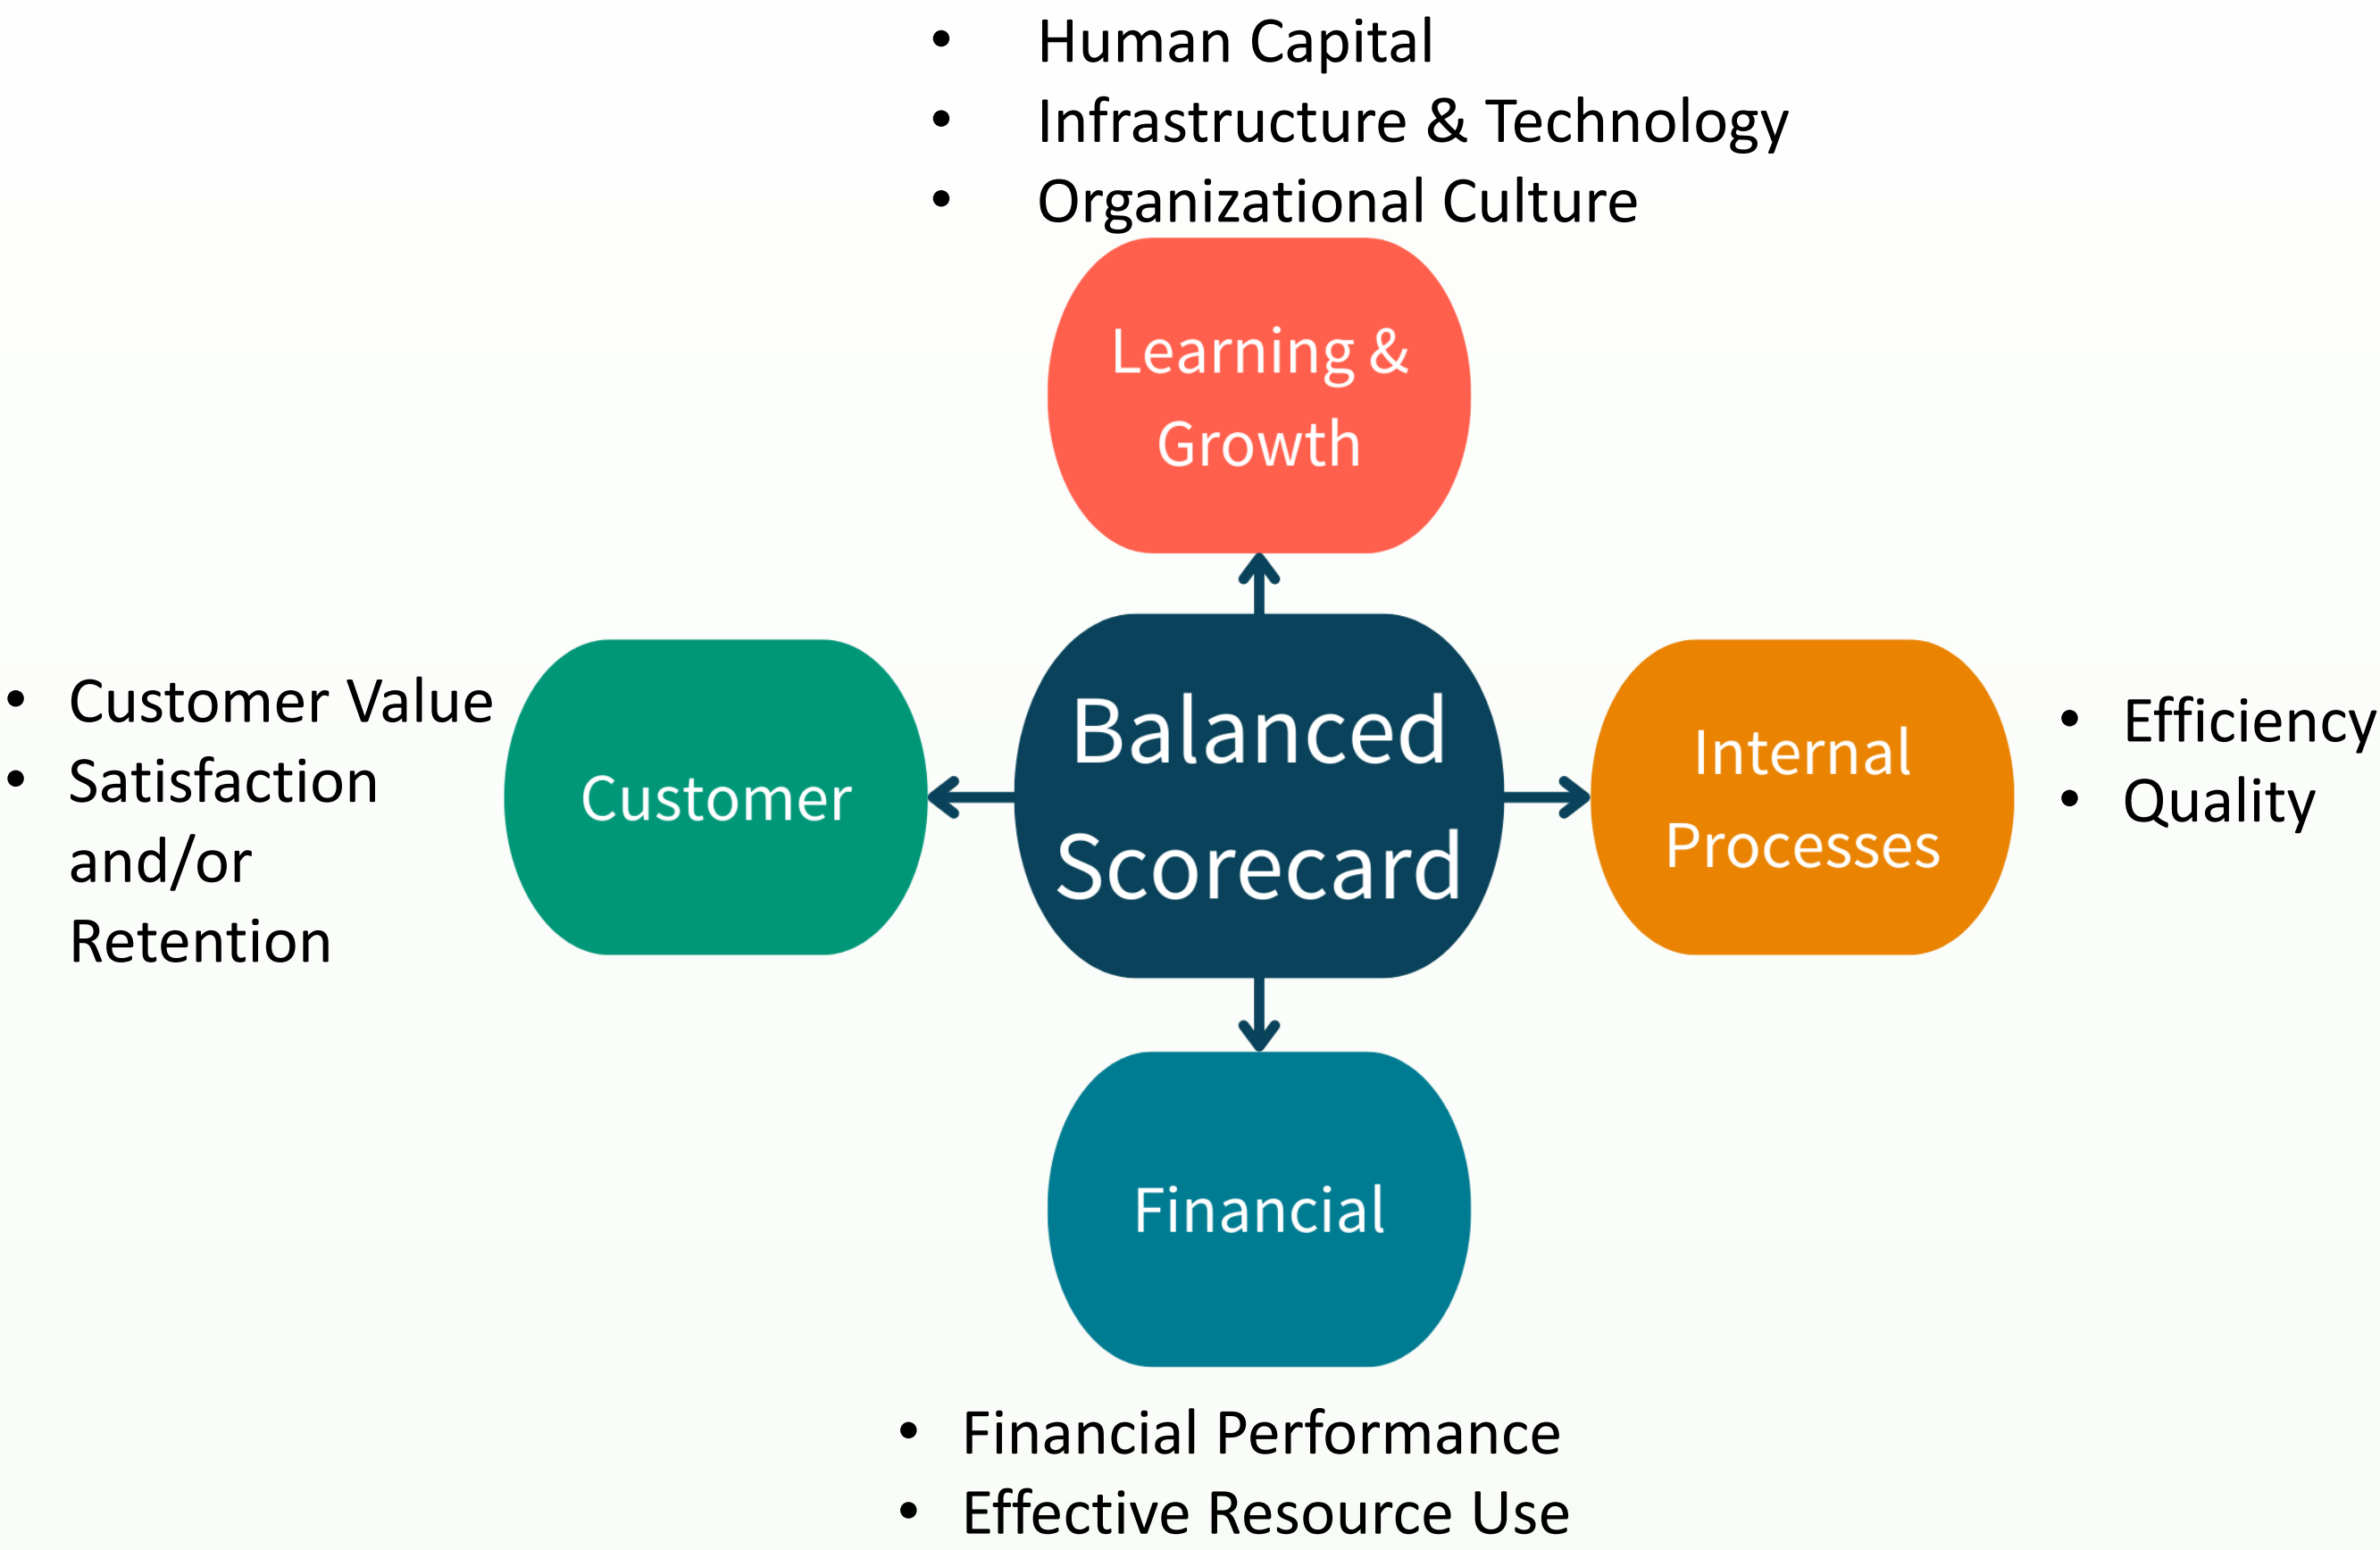 • Human Capital
• Infrastructure & Technology
• Organizational Culture
Learning &
Growth
• Customer Value
• Satisfaction
and/or
Retention
Customer
Balanced
Scorecard
Internal
Processes
• Efficiency
• Quality
Financial
• Financial Performance
• Effective Resource Use